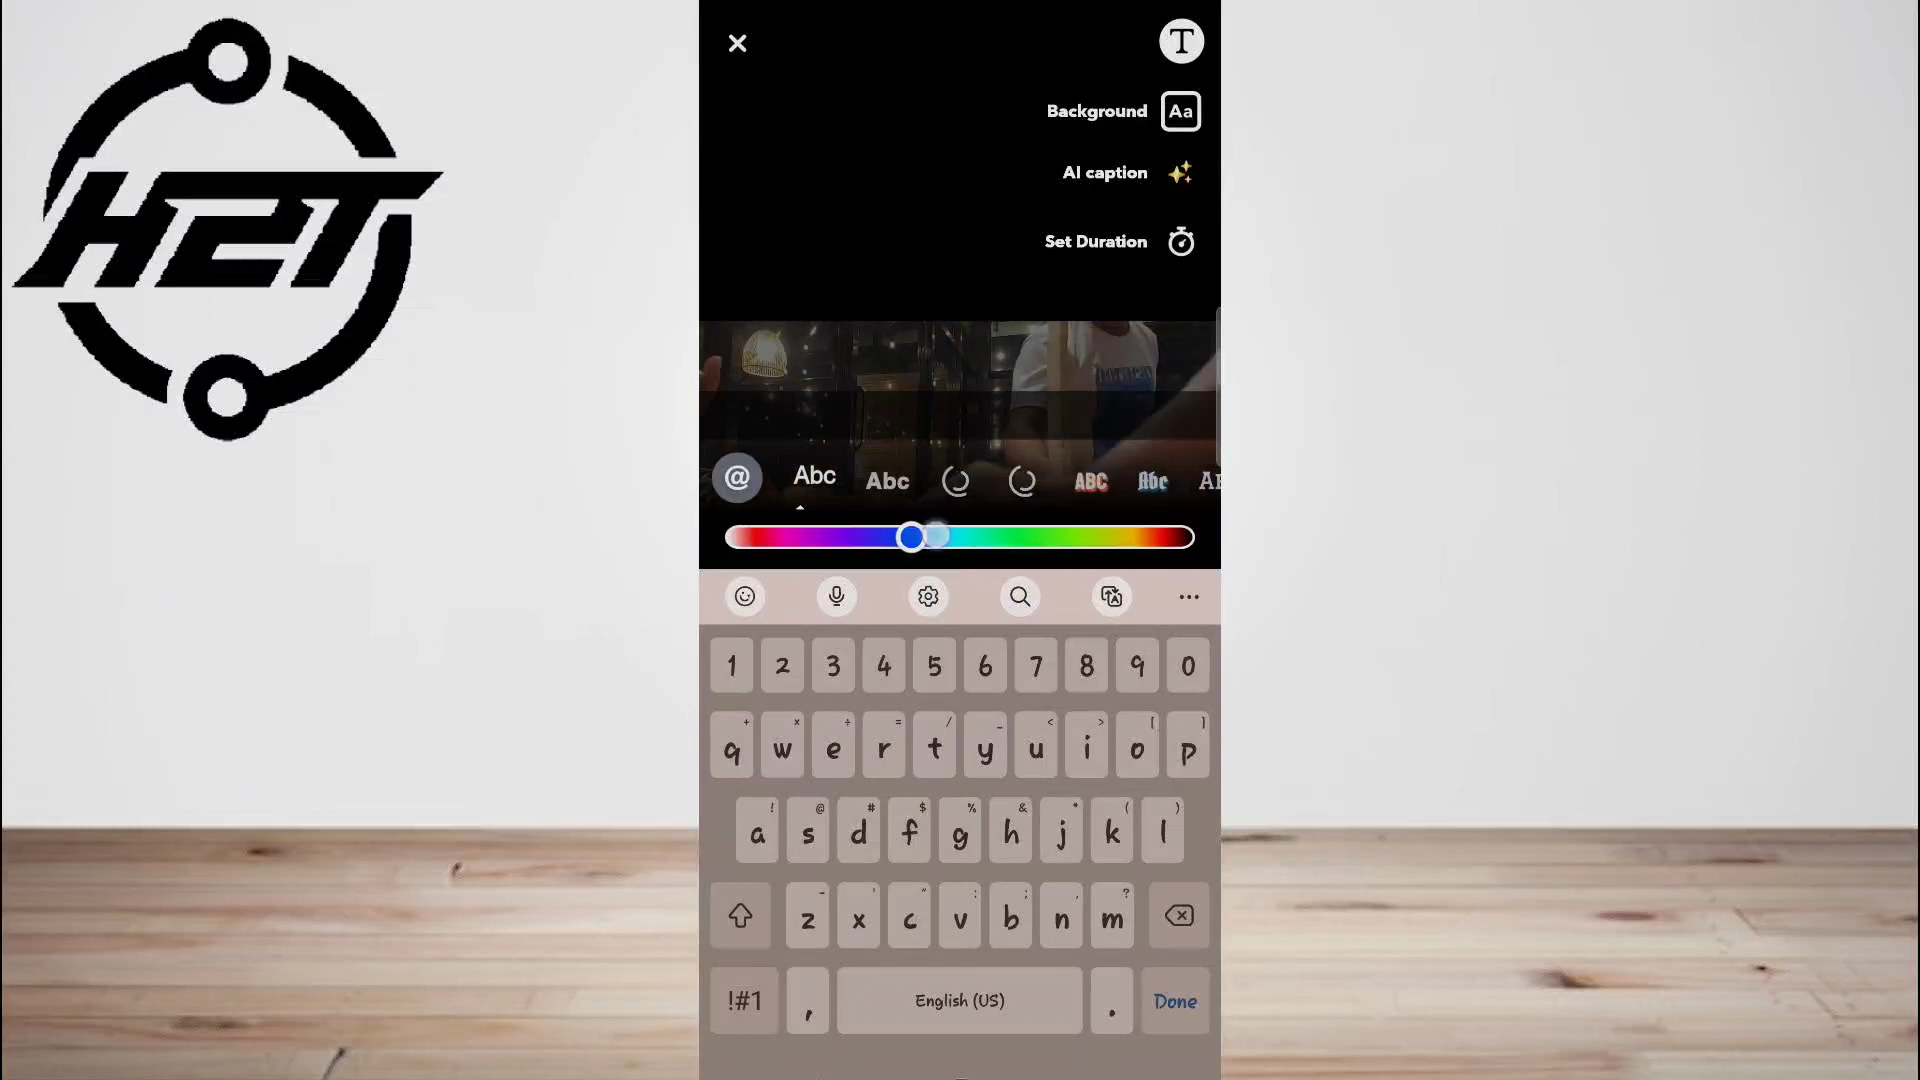 H2T
T
Background Aa
AI caption
Set Duration
@ Abc Abc ABC Abc
1 2 3 4 5 6 7 8 9 0
+ × ÷ = / _ < > [ ]
q w e r t y u i o p
! @ # $ % & * ( )
a s d f g h j k l
- ' " : ; , ?
z x c v b n m
!#1 , English (US) . Done